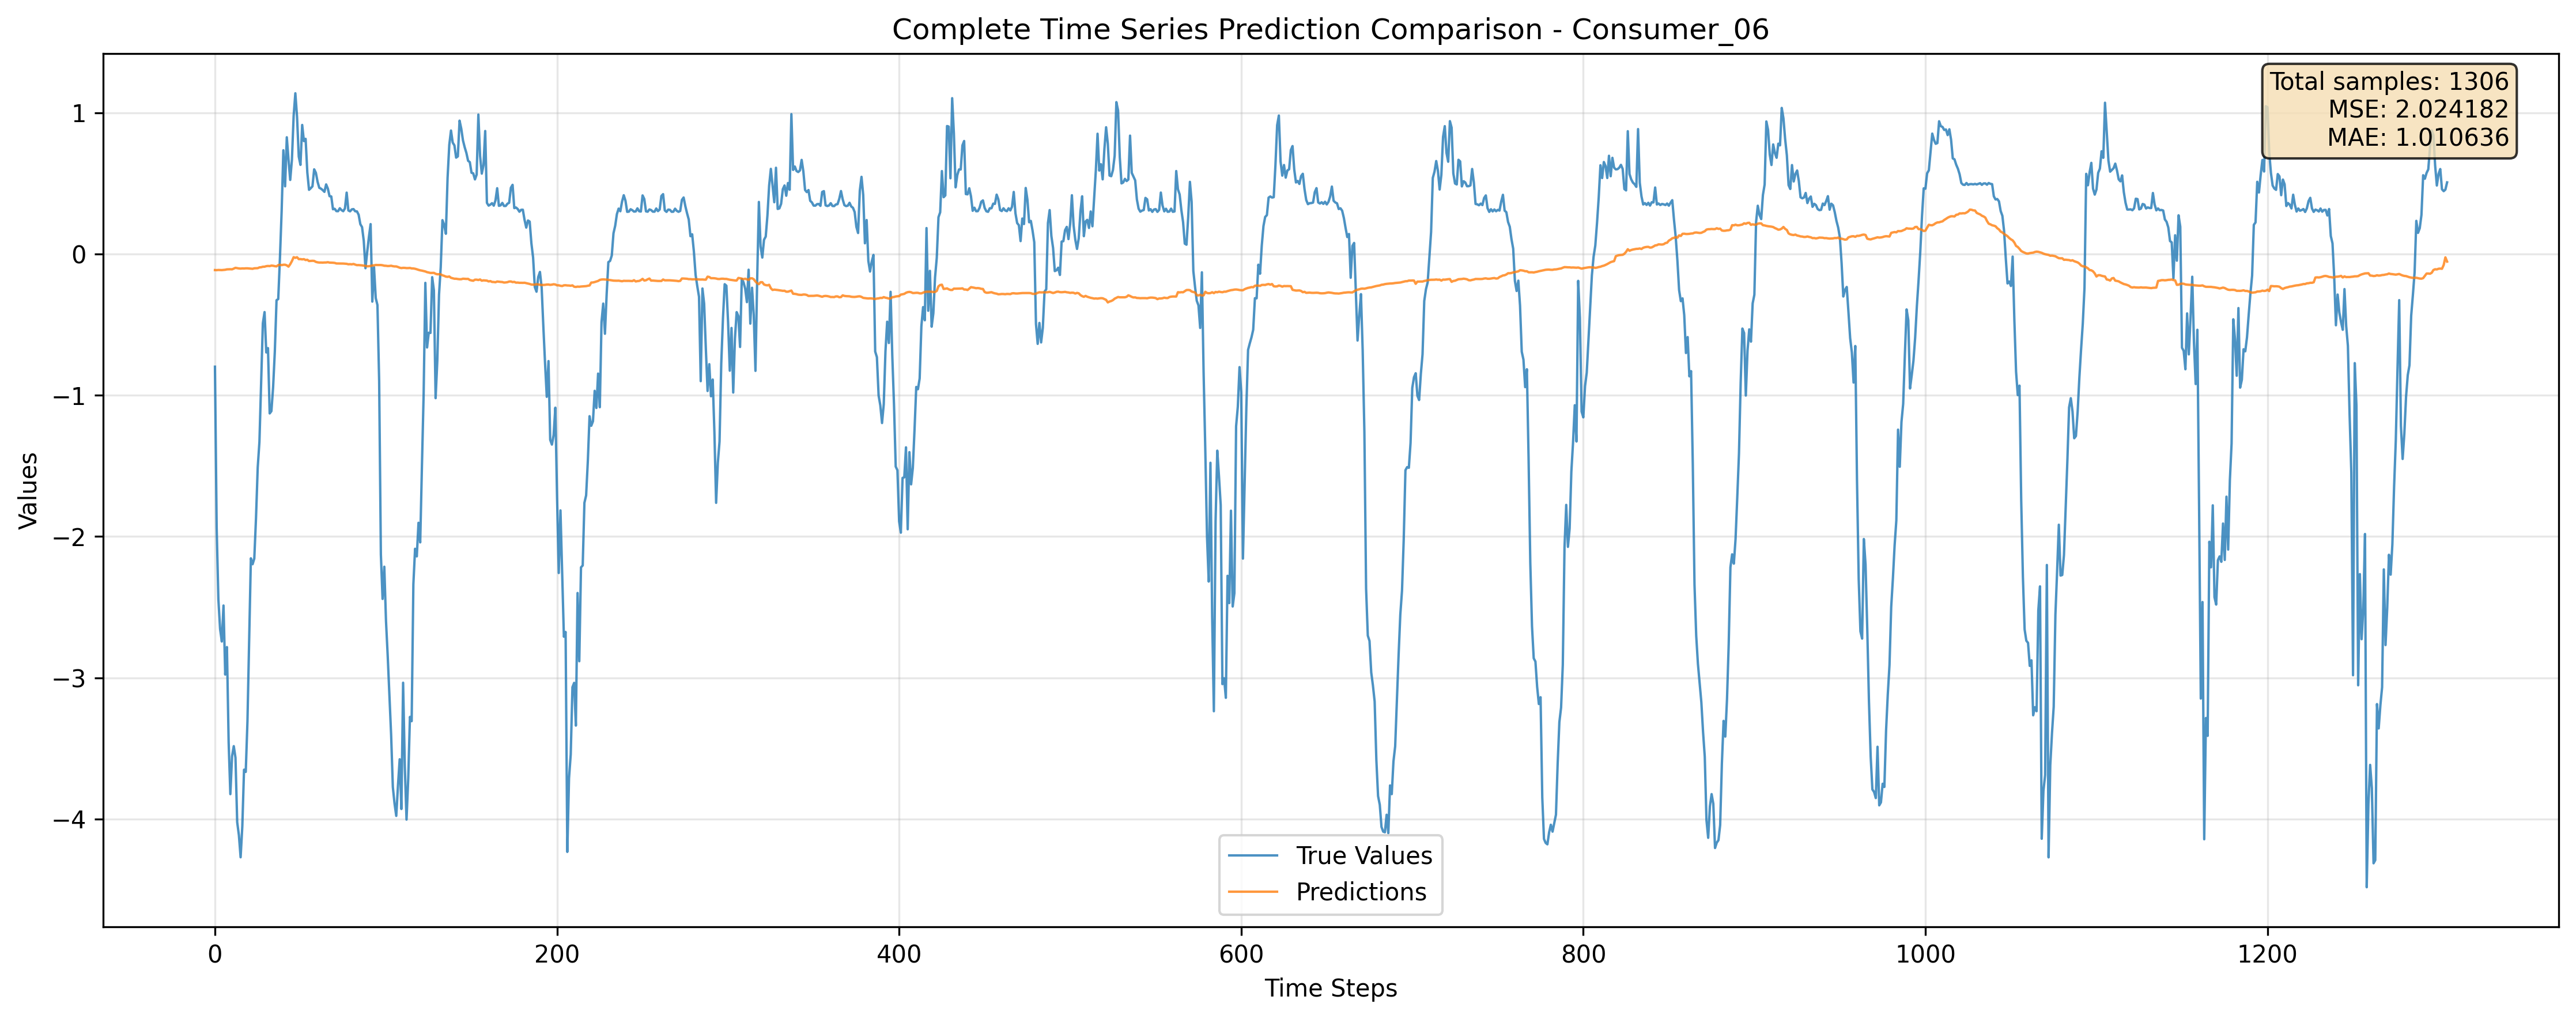 Complete Time Series Prediction Comparison - Consumer_06
Total samples: 1306
MSE: 2.024182
MAE: 1.010636
Values
1
0
−1
−2
−3
−4
True Values
Predictions
0
200
400
600
800
1000
1200
Time Steps